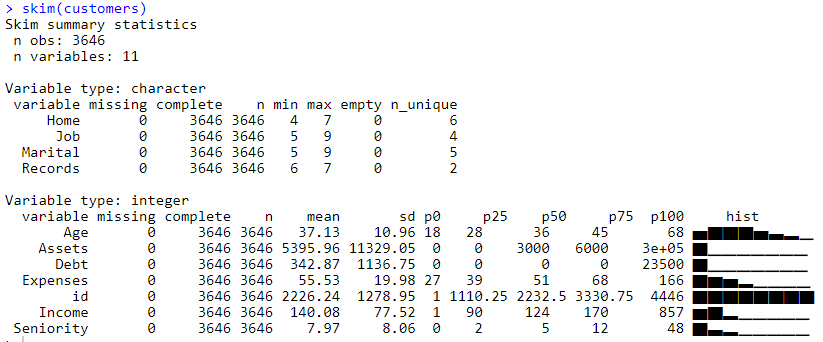 > skim(customers)
Skim summary statistics
 n obs: 3646
 n variables: 11

Variable type: character
 variable missing complete    n min max empty n_unique
     Home       0     3646 3646   4   7     0        6
      Job       0     3646 3646   5   9     0        4
  Marital       0     3646 3646   5   9     0        5
  Records       0     3646 3646   6   7     0        2

Variable type: integer
  variable missing complete    n    mean       sd p0     p25    p50     p75  p100     hist
       Age       0     3646 3646   37.13    10.96 18   28      36     45       68
    Assets       0     3646 3646 5395.96 11329.05  0    0    3000   6000    3e+05
      Debt       0     3646 3646  342.87  1136.75  0    0       0      0    23500
  Expenses       0     3646 3646   55.53    19.98 27   39      51     68      166
        id       0     3646 3646 2226.24  1278.95  1 1110.25 2232.5 3330.75  4446
    Income       0     3646 3646  140.08    77.52  1   90     124    170      857
 Seniority       0     3646 3646    7.97     8.06  0    2       5     12       48